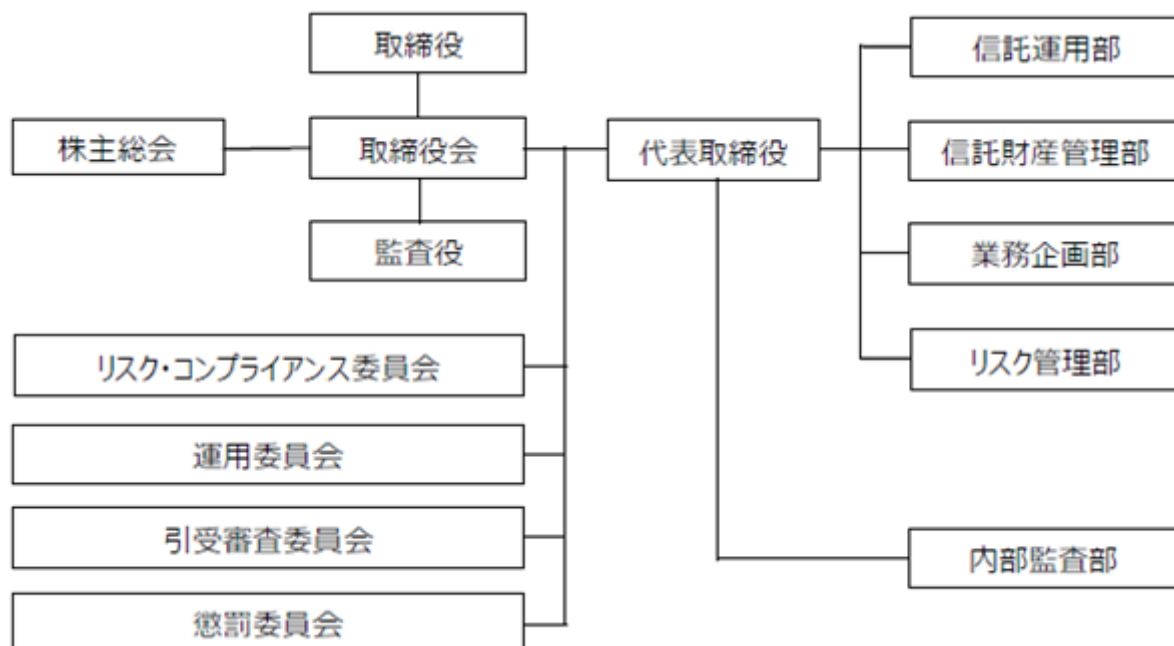 取締役
株主総会
取締役会
監査役
リスク・コンプライアンス委員会
運用委員会
引受審査委員会
懲罰委員会
代表取締役
信託運用部
信託財産管理部
業務企画部
リスク管理部
内部監査部